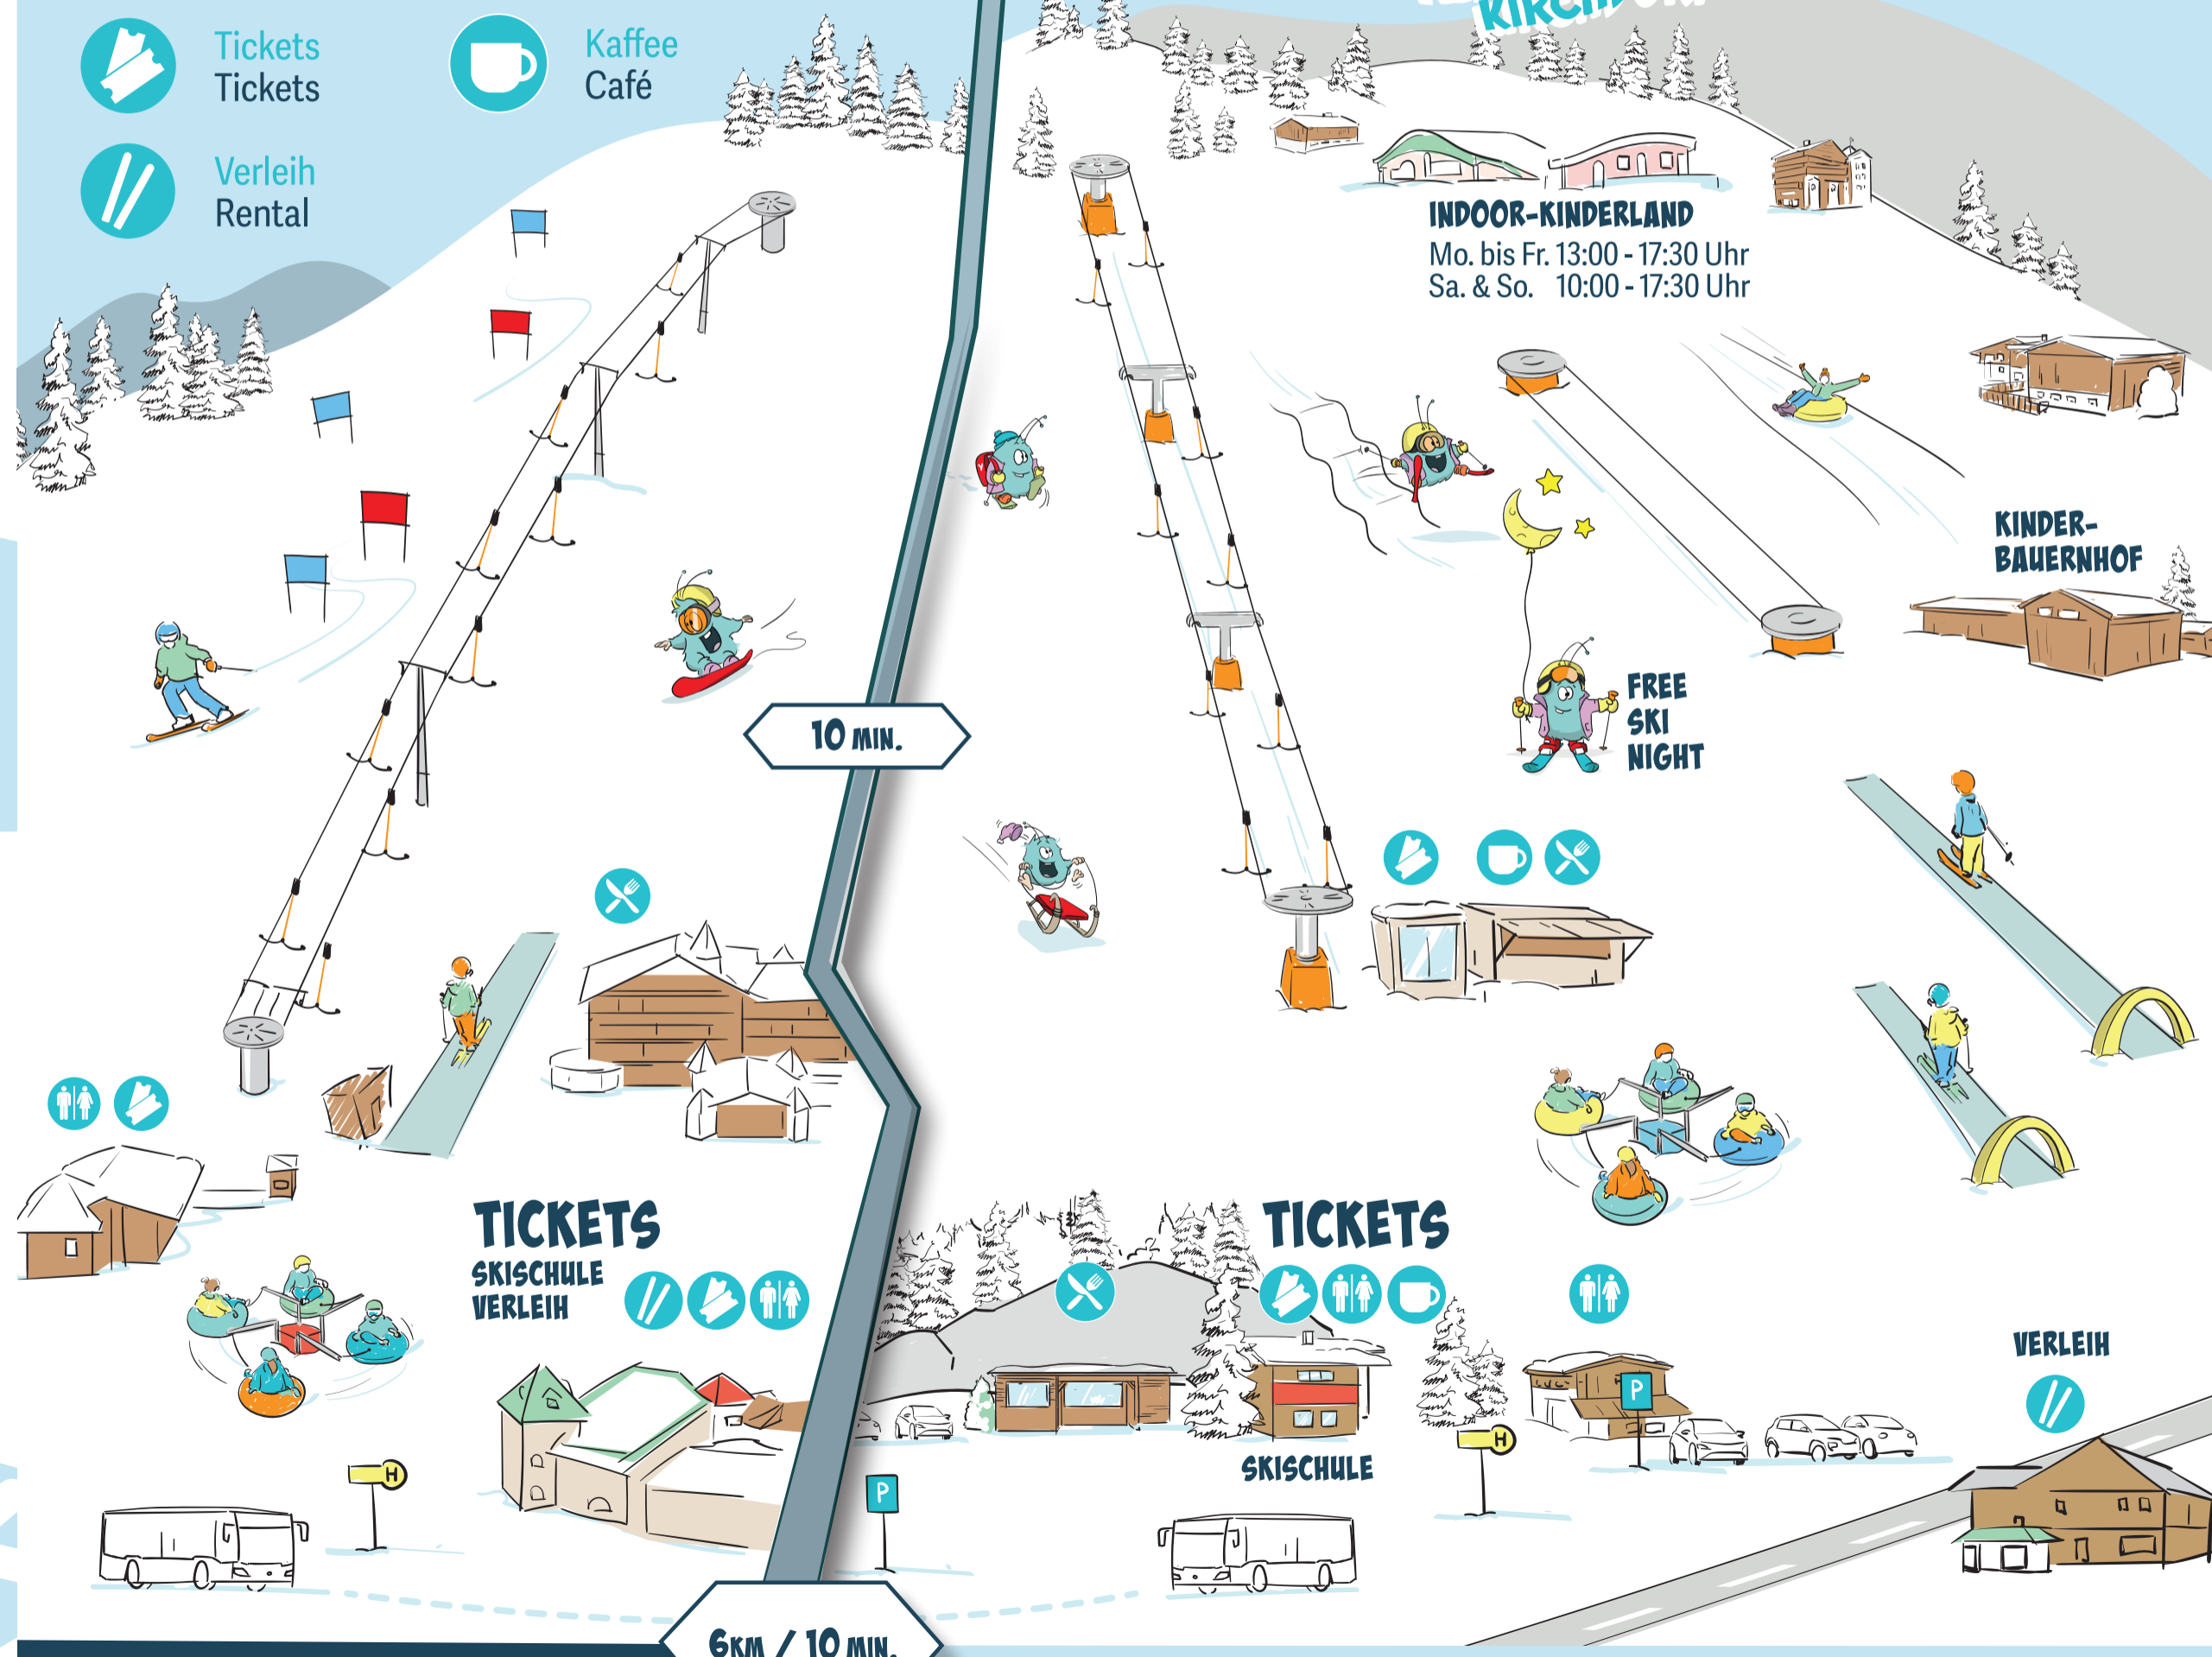 Tickets
Tickets
Kaffee
Café
Verleih
Rental
INDOOR-KINDERLAND
Mo. bis Fr. 13:00 - 17:30 Uhr
Sa. & So. 10:00 - 17:30 Uhr
KINDER-
BAUERNHOF
FREE
SKI
NIGHT
10 MIN.
TICKETS
SKISCHULE
VERLEIH
TICKETS
VERLEIH
P
H
SKISCHULE
H
P
6KM / 10 MIN.